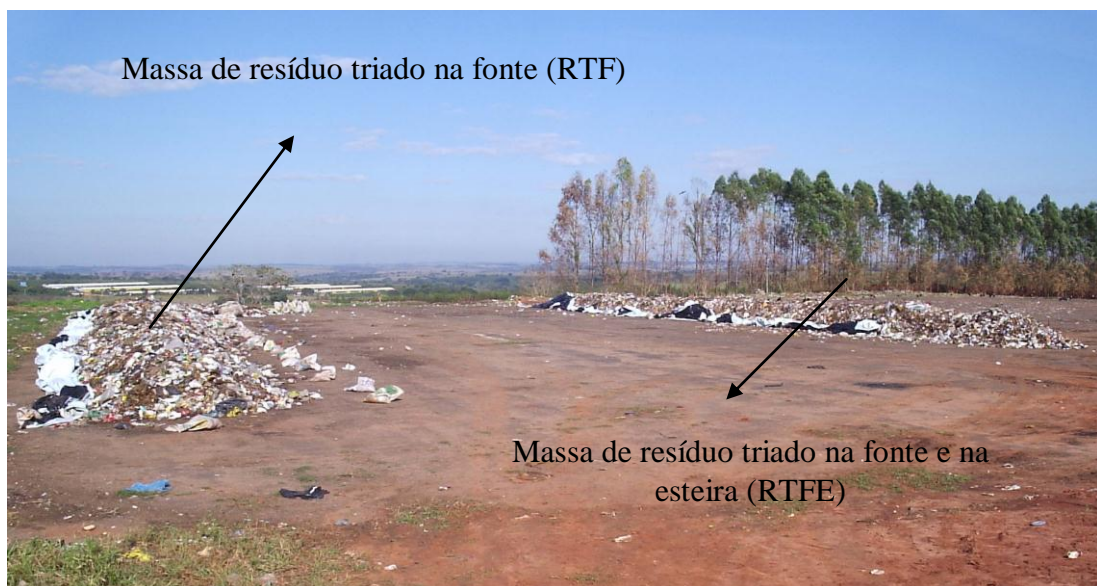 Massa de resíduo triado na fonte (RTF)
Massa de resíduo triado na fonte e na
esteira (RTFE)